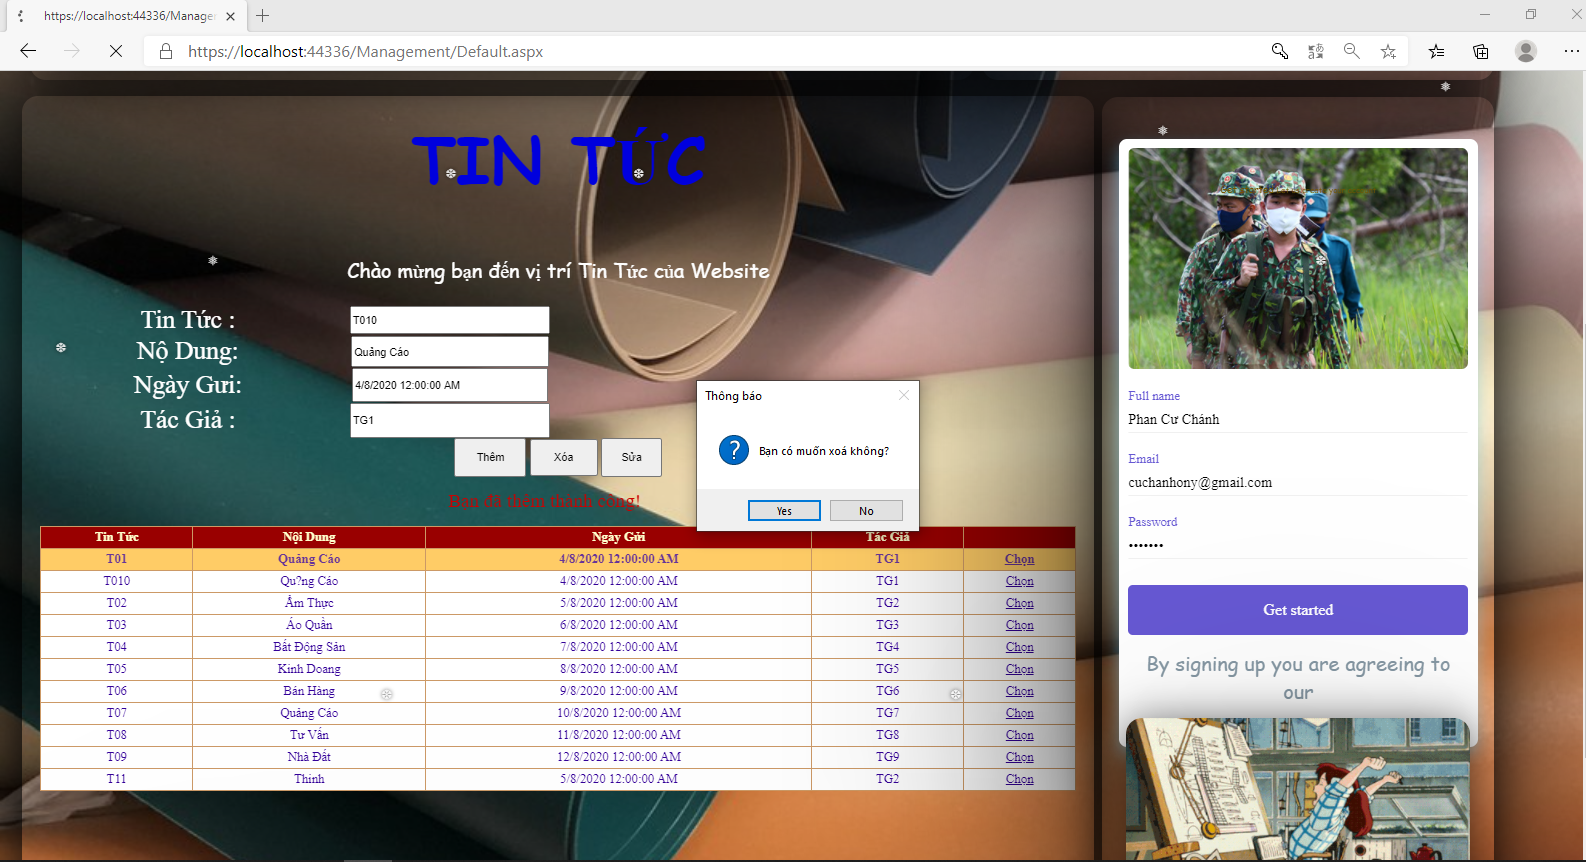 https://localhost:44336/Manage
https://localhost:44336/Management/Default.aspx
TIN TỨC
Chào mừng bạn đến vị trí Tin Tức của Website
Tin Tức : T010
Nộ Dung: Quảng Cáo
Ngày Gưi: 4/8/2020 12:00:00 AM
Tác Giả : TG1
Thêm Xóa Sửa
Bạn đã thêm thành công!
Thông báo
Bạn có muốn xoá không?
Yes No
Tin Tức Nội Dung Ngày Gửi Tác Giả
T01 Quảng Cáo 4/8/2020 12:00:00 AM TG1 Chọn
T010 Qu?ng Cáo 4/8/2020 12:00:00 AM TG1 Chọn
T02 Ẩm Thực 5/8/2020 12:00:00 AM TG2 Chọn
T03 Áo Quần 6/8/2020 12:00:00 AM TG3 Chọn
T04 Bất Động Sản 7/8/2020 12:00:00 AM TG4 Chọn
T05 Kinh Doang 8/8/2020 12:00:00 AM TG5 Chọn
T06 Bán Hàng 9/8/2020 12:00:00 AM TG6 Chọn
T07 Quảng Cáo 10/8/2020 12:00:00 AM TG7 Chọn
T08 Tư Vấn 11/8/2020 12:00:00 AM TG8 Chọn
T09 Nhà Đất 12/8/2020 12:00:00 AM TG9 Chọn
T11 Thinh 5/8/2020 12:00:00 AM TG2 Chọn
Full name
Phan Cư Chánh
Email
cuchanhony@gmail.com
Password
•••••••
Get started
By signing up you are agreeing to
our